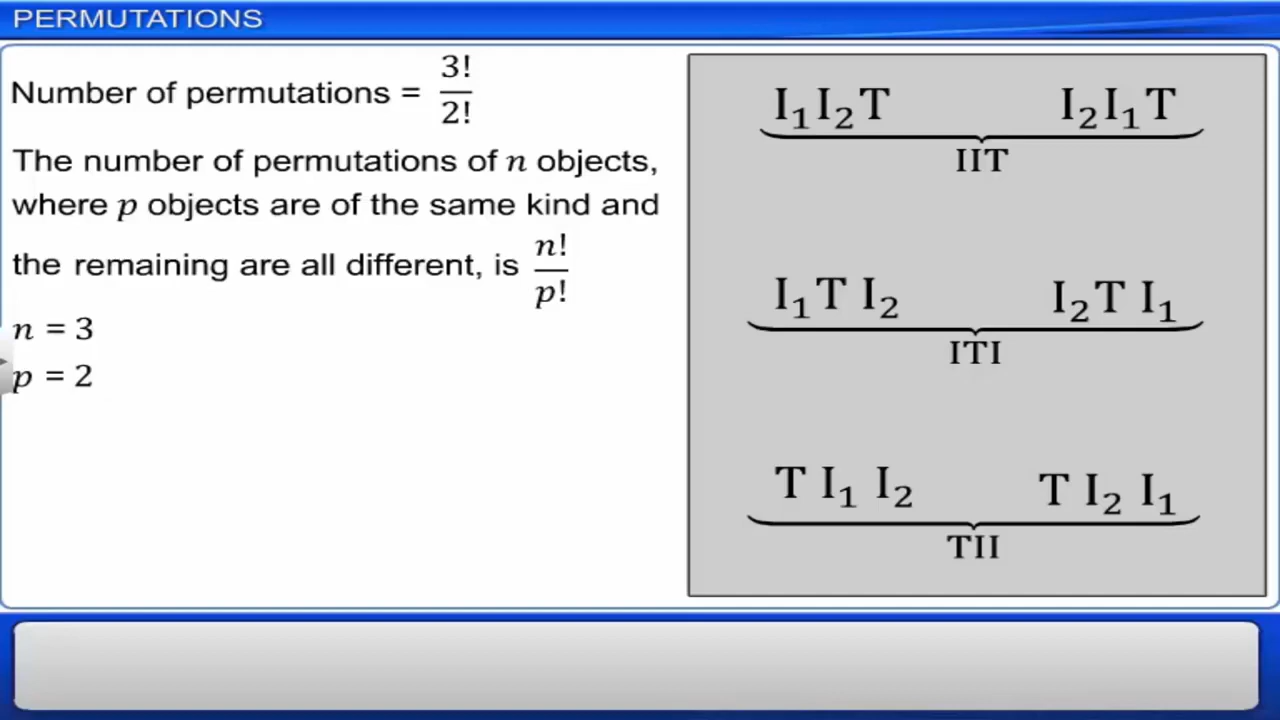 PERMUTATIONS
Number of permutations = 3!/2!
The number of permutations of n objects,
where p objects are of the same kind and
the remaining are all different, is n!/p!
n = 3
p = 2
I₁I₂T I₂I₁T
IIT
I₁T I₂ I₂T I₁
ITI
T I₁ I₂ T I₂ I₁
TII